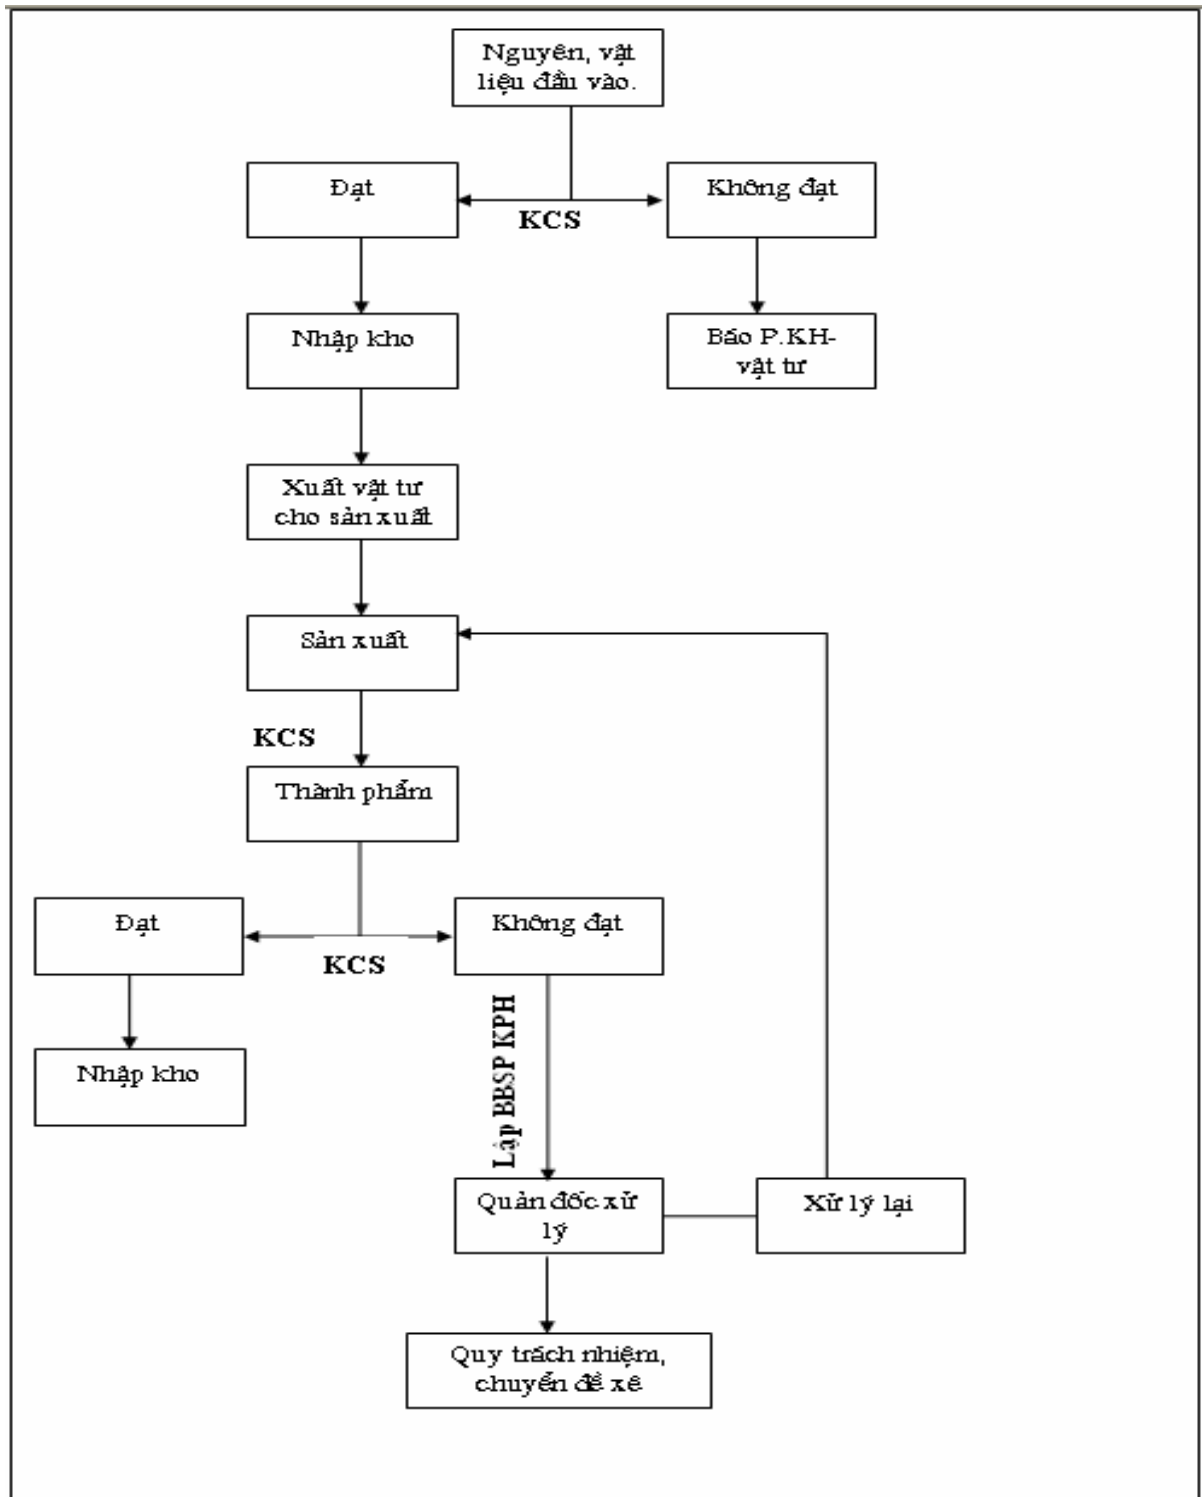 Nguyên, vật
liệu đầu vào.
Đạt
Không đạt
KCS
Nhập kho
Báo P.KH-
vật tư
Xuất vật tư
cho sản xuất
Sản xuất
KCS
Thành phẩm
Đạt
Không đạt
KCS
Lập BBSP KPH
Nhập kho
Quản đốc xử
lý
Xử lý lại
Quy trách nhiệm,
chuyển đề xê